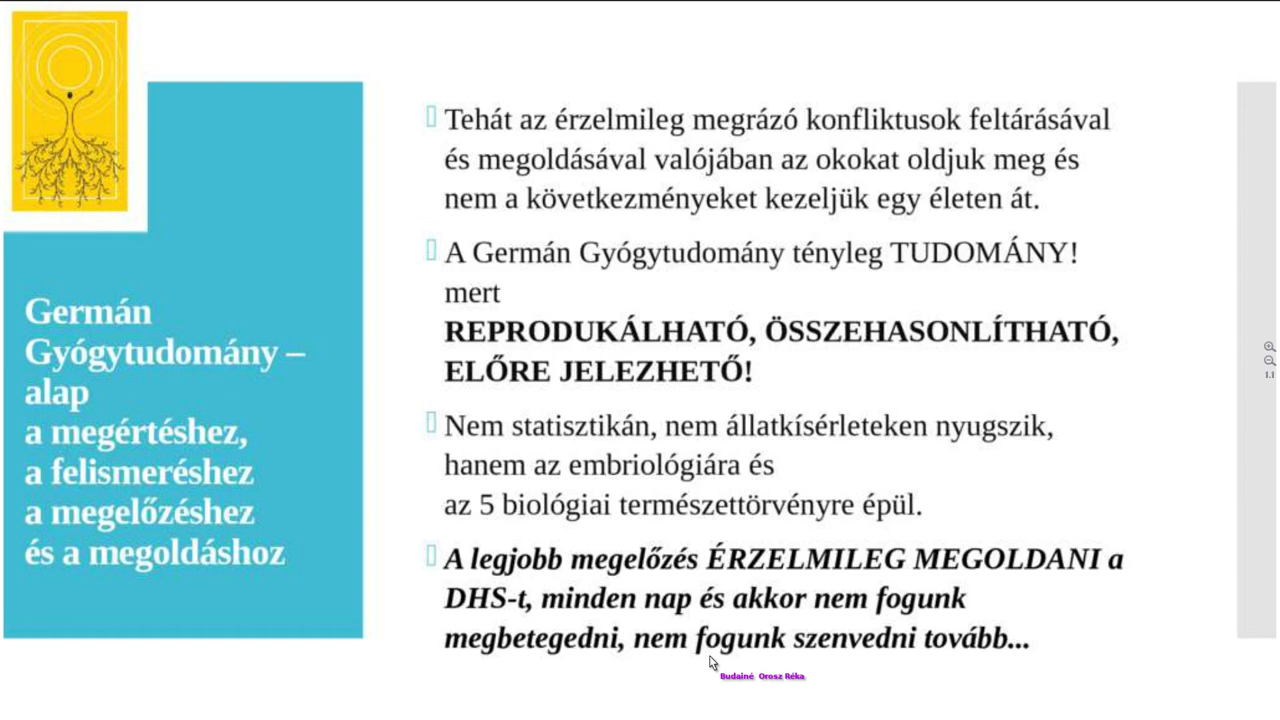 Germán
Gyógytudomány –
alap
a megértéshez,
a felismeréshez
a megelőzéshez
és a megoldáshoz
Tehát az érzelmileg megrázó konfliktusok feltárásával
és megoldásával valójában az okokat oldjuk meg és
nem a következményeket kezeljük egy életen át.
A Germán Gyógytudomány tényleg TUDOMÁNY!
mert
REPRODUKÁLHATÓ, ÖSSZEHASONLÍTHATÓ,
ELŐRE JELEZHETŐ!
Nem statisztikán, nem állatkísérleteken nyugszik,
hanem az embriológiára és
az 5 biológiai természettörvényre épül.
A legjobb megelőzés ÉRZELMILEG MEGOLDANI a
DHS-t, minden nap és akkor nem fogunk
megbetegedni, nem fogunk szenvedni tovább...
Budainé Orosz Réka
1:1